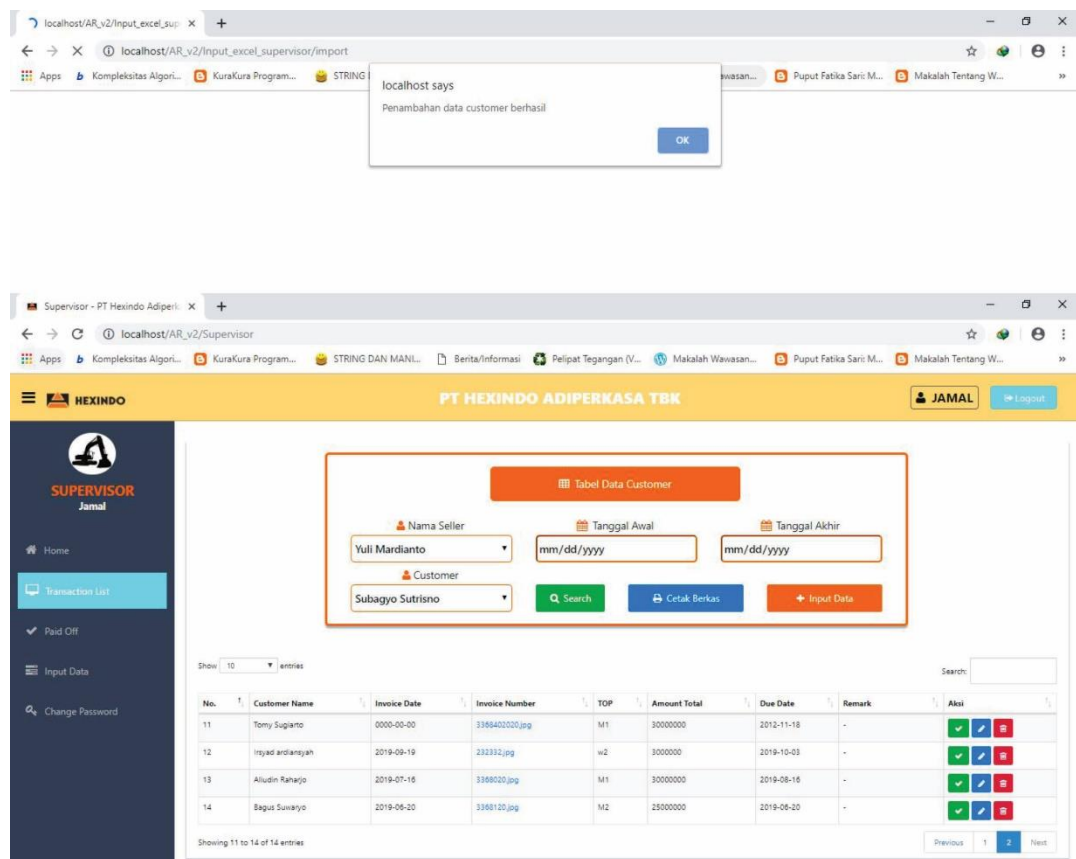 localhost/AR_v2/Input_excel_sup
localhost/AR_v2/Input_excel_supervisor/import
Apps Kompleksitas Algori... KuraKura Program... STRING wasan... Puput Fatika Sari: M... Makalah Tentang W... »
localhost says
Penambahan data customer berhasil
OK
Supervisor - PT Hexindo Adiperk
localhost/AR_v2/Supervisor
Apps Kompleksitas Algori... KuraKura Program... STRING DAN MANI... Berita/Informasi Pelipat Tegangan (V... Makalah Wawasan... Puput Fatika Sari: M... Makalah Tentang W... »
HEXINDO PT HEXINDO ADIPERKASA TBK JAMAL Logout
SUPERVISOR
Jamal
Home
Transaction List
Paid Off
Input Data
Change Password
Tabel Data Customer
Nama Seller Tanggal Awal Tanggal Akhir
Yuli Mardianto mm/dd/yyyy mm/dd/yyyy
Customer
Subagyo Sutrisno Search Cetak Berkas + Input Data
Show 10 entries Search:
No. Customer Name Invoice Date Invoice Number TOP Amount Total Due Date Remark Aksi
11 Tomy Sugiarto 0000-00-00 3368402020.jpg M1 30000000 2012-11-18 -
12 Irsyad ardiansyah 2019-09-19 232332.jpg w2 3000000 2019-10-03 -
13 Aliudin Raharjo 2019-07-16 3368020.jpg M1 30000000 2019-08-16 -
14 Bagus Suwaryo 2019-06-20 3368120.jpg M2 25000000 2019-06-20 -
Showing 11 to 14 of 14 entries Previous 1 2 Next